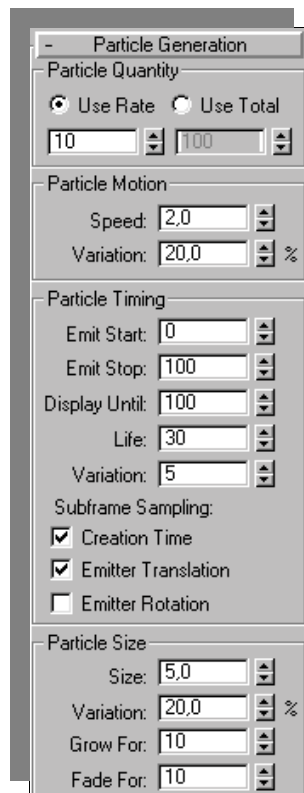 - Particle Generation
Particle Quantity
Use Rate Use Total
10 100
Particle Motion
Speed: 2,0
Variation: 20,0 %
Particle Timing
Emit Start: 0
Emit Stop: 100
Display Until: 100
Life: 30
Variation: 5
Subframe Sampling:
Creation Time
Emitter Translation
Emitter Rotation
Particle Size
Size: 5,0
Variation: 20,0 %
Grow For: 10
Fade For: 10